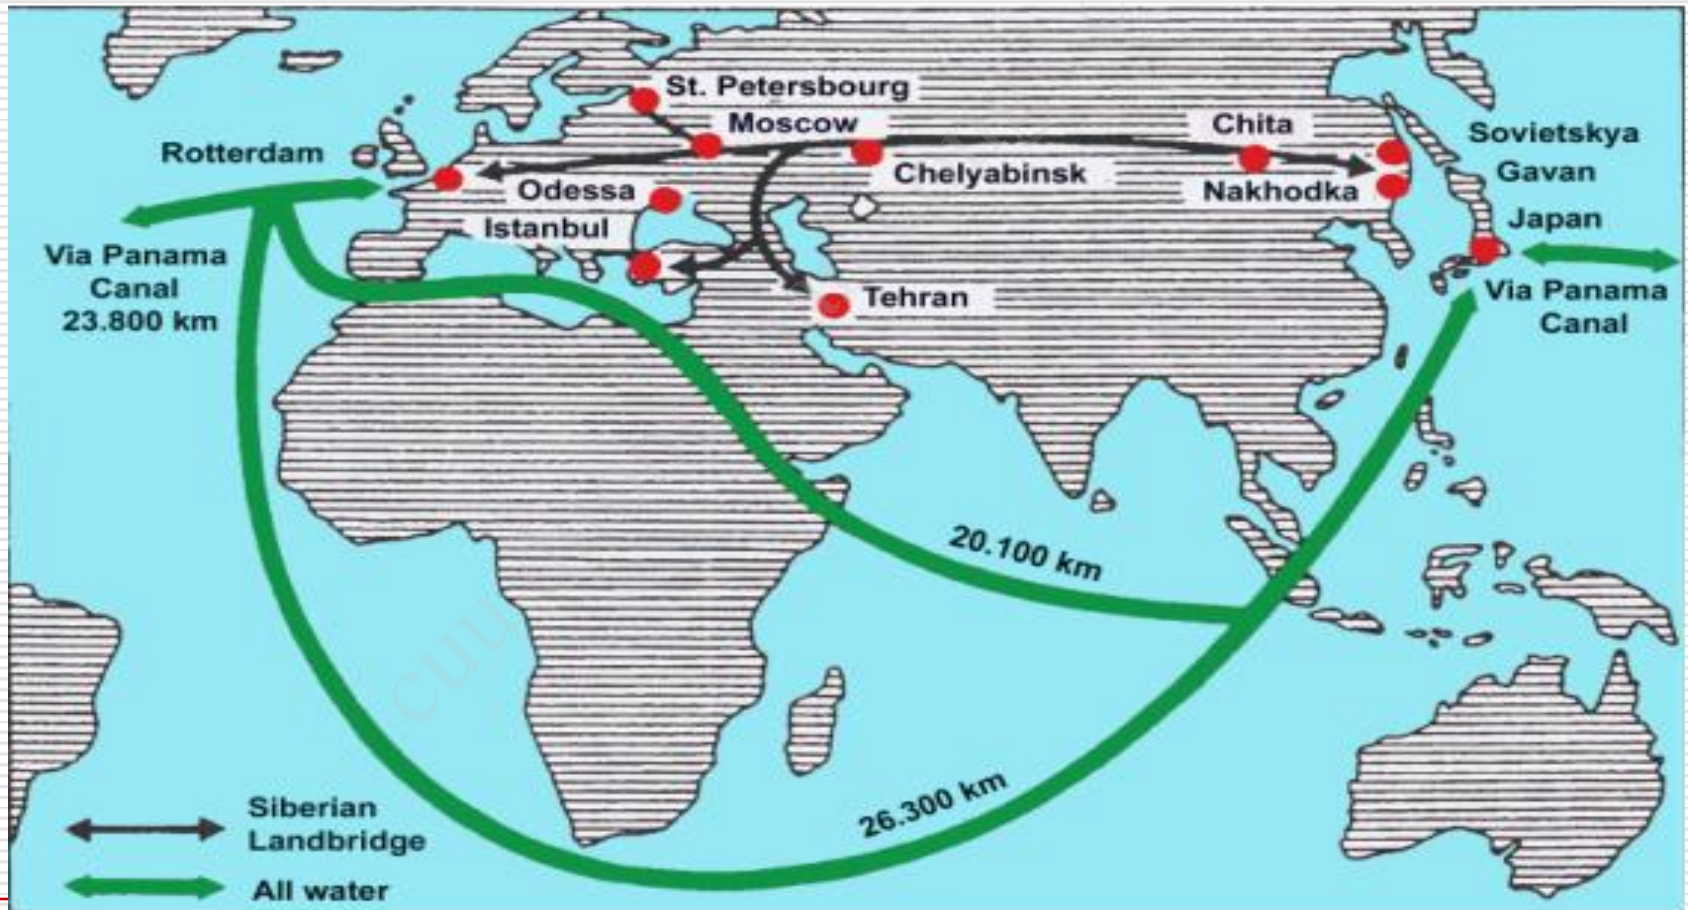 St. Petersbourg
Moscow
Chita
Sovietskya
Gavan
Rotterdam
Chelyabinsk
Odessa
Nakhodka
Istanbul
Japan
Via Panama
Canal
23.800 km
Tehran
Via Panama
Canal
20.100 km
26.300 km
Siberian
Landbridge
All water